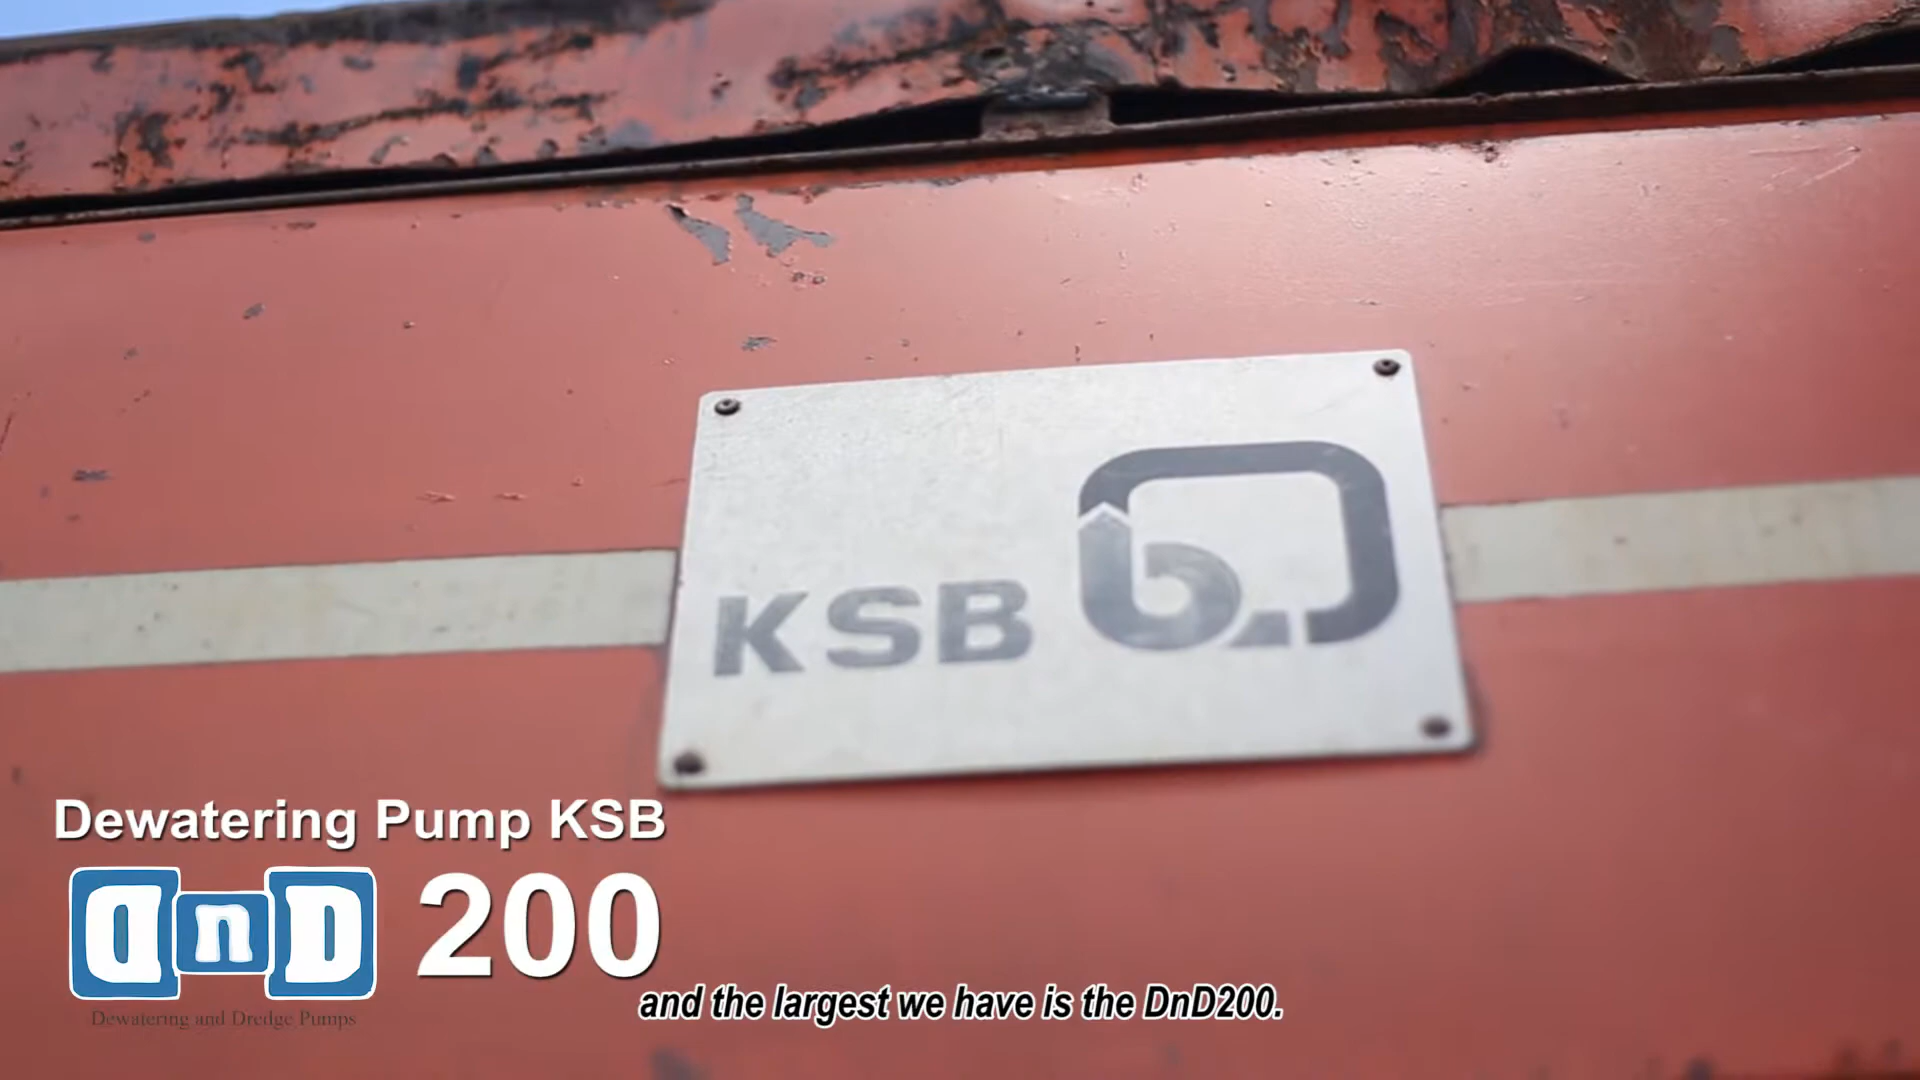 KSB
Dewatering Pump KSB
DnD 200
Dewatering and Dredge Pumps
and the largest we have is the DnD200.